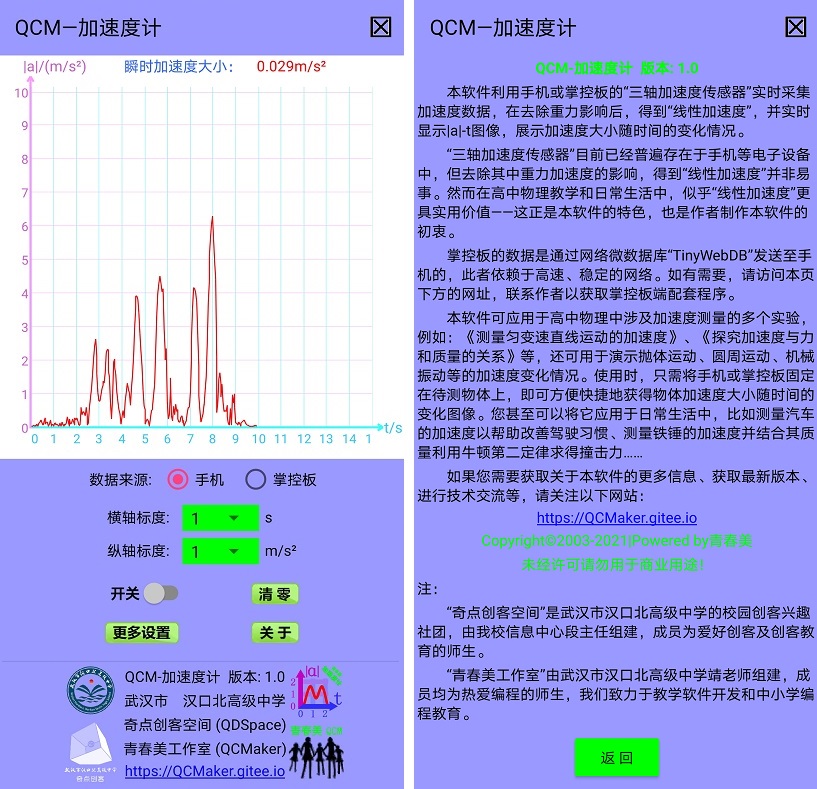 QCM—加速度计
|a|/(m/s²) 瞬时加速度大小： 0.029m/s²
10
9
8
7
6
5
4
3
2
1
0
t/s
0 1 2 3 4 5 6 7 8 9 10 11 12 13 14 1
数据来源: 手机 掌控板
横轴标度: 1 s
纵轴标度: 1 m/s²
开关 清 零
更多设置 关 于
QCM-加速度计 版本: 1.0
武汉市 汉口北高级中学
奇点创客空间 (QDSpace)
青春美工作室 (QCMaker)
https://QCMaker.gitee.io
|a|
2
1
0 1 2 t
青春美 QCM
奇点创客
QCM—加速度计
QCM-加速度计 版本: 1.0
本软件利用手机或掌控板的“三轴加速度传感器”实时采集
加速度数据，在去除重力影响后，得到“线性加速度”，并实时
显示|a|-t图像，展示加速度大小随时间的变化情况。
“三轴加速度传感器”目前已经普遍存在于手机等电子设备
中，但去除其中重力加速度的影响，得到“线性加速度”并非易
事。然而在高中物理教学和日常生活中，似乎“线性加速度”更
具实用价值——这正是本软件的特色，也是作者制作本软件的
初衷。
掌控板的数据是通过网络微数据库“TinyWebDB”发送至手
机的，此者依赖于高速、稳定的网络。如有需要，请访问本页
下方的网址，联系作者以获取掌控板端配套程序。
本软件可应用于高中物理中涉及加速度测量的多个实验，
例如：《测量匀变速直线运动的加速度》、《探究加速度与力
和质量的关系》等，还可用于演示抛体运动、圆周运动、机械
振动等的加速度变化情况。使用时，只需将手机或掌控板固定
在待测物体上，即可方便快捷地获得物体加速度大小随时间的
变化图像。您甚至可以将它应用于日常生活中，比如测量汽车
的加速度以帮助改善驾驶习惯、测量铁锤的加速度并结合其质
量利用牛顿第二定律求得撞击力……
如果您需要获取关于本软件的更多信息、获取最新版本、
进行技术交流等，请关注以下网站：
https://QCMaker.gitee.io
Copyright©2003-2021|Powered by青春美
未经许可请勿用于商业用途！
注：
“奇点创客空间”是武汉市汉口北高级中学的校园创客兴趣
社团，由我校信息中心段主任组建，成员为爱好创客及创客教
育的师生。
“青春美工作室”由武汉市汉口北高级中学靖老师组建，成
员均为热爱编程的师生，我们致力于教学软件开发和中小学编
程教育。
返 回